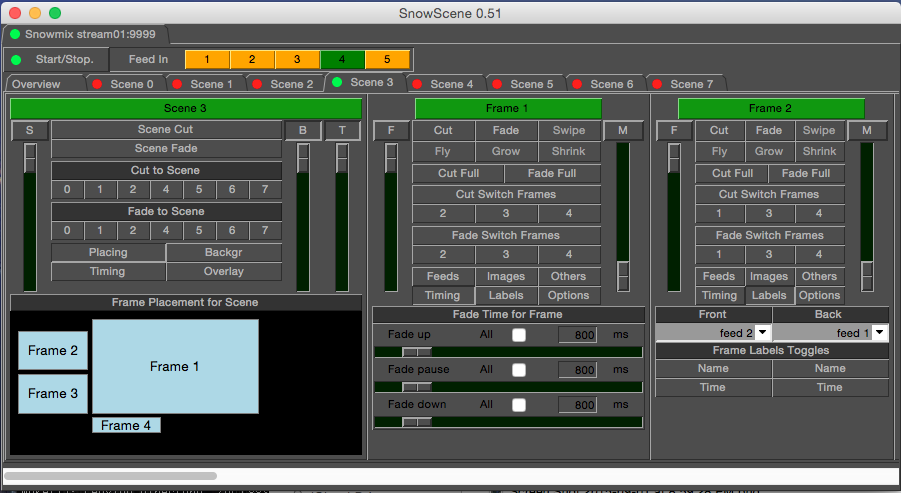 SnowScene 0.51
Snowmix stream01:9999
Start/Stop. Feed In 1 2 3 4 5
Overview Scene 0 Scene 1 Scene 2 Scene 3 Scene 4 Scene 5 Scene 6 Scene 7
Scene 3
S Scene Cut B T
Scene Fade
Cut to Scene
0 1 2 4 5 6 7
Fade to Scene
0 1 2 4 5 6 7
Placing Backgr
Timing Overlay
Frame Placement for Scene
Frame 2
Frame 1
Frame 3
Frame 4
Frame 1
F Cut Fade Swipe M
Fly Grow Shrink
Cut Full Fade Full
Cut Switch Frames
2 3 4
Fade Switch Frames
2 3 4
Feeds Images Others
Timing Labels Options
Fade Time for Frame
Fade up All 800 ms
Fade pause All 800 ms
Fade down All 800 ms
Frame 2
F Cut Fade Swipe M
Fly Grow Shrink
Cut Full Fade Full
Cut Switch Frames
1 3 4
Fade Switch Frames
1 3 4
Feeds Images Others
Timing Labels Options
Front Back
feed 2 feed 1
Frame Labels Toggles
Name Name
Time Time